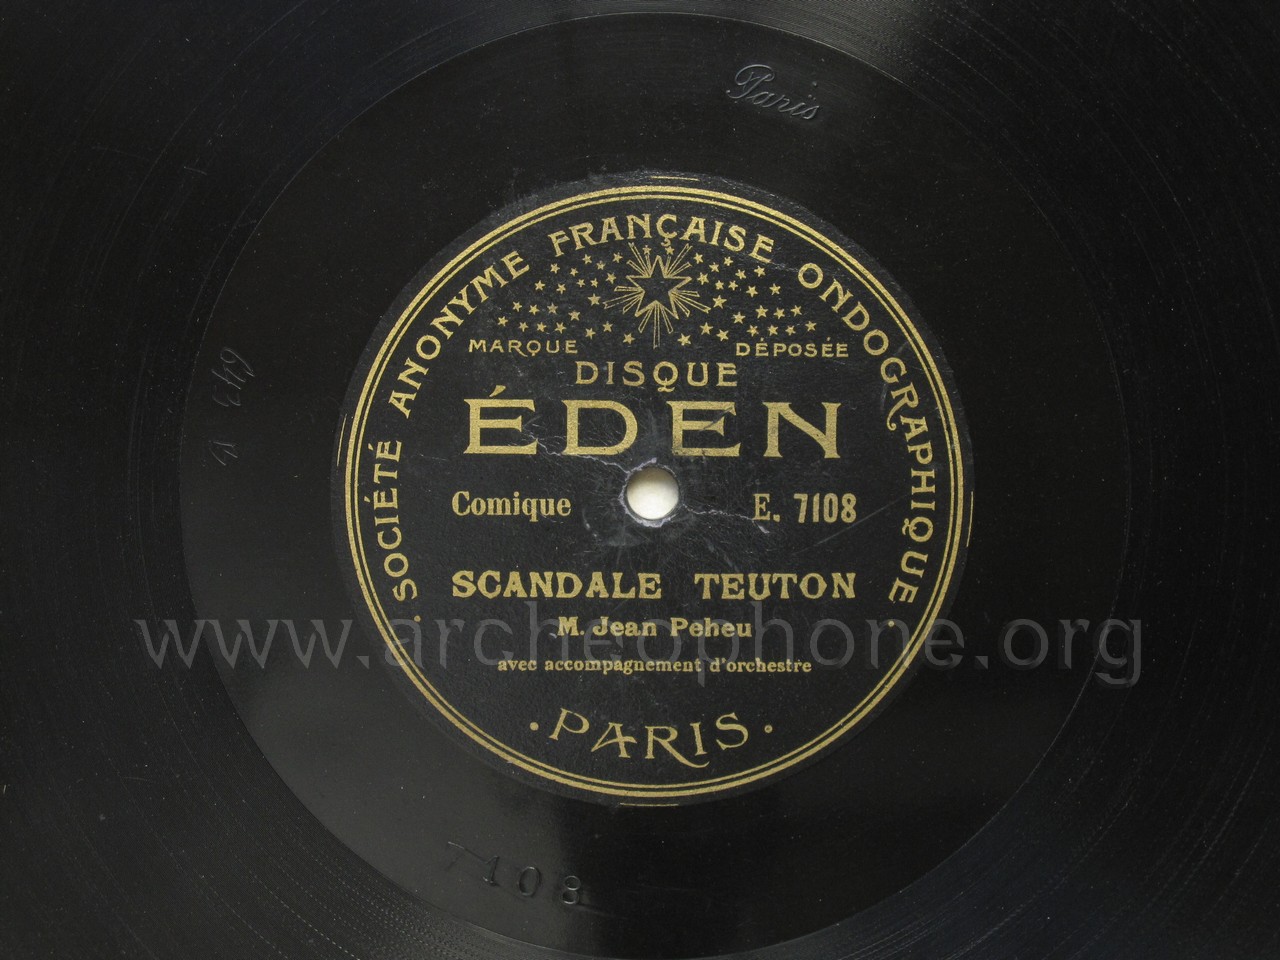 Paris
SOCIÉTÉ ANONYME FRANÇAISE ONDOGRAPHIQUE
MARQUE DÉPOSÉE
DISQUE
ÉDEN
Comique E. 7108
SCANDALE TEUTON
M. Jean Peheu
avec accompagnement d'orchestre
www.archeophone.org
· PARIS ·
7108